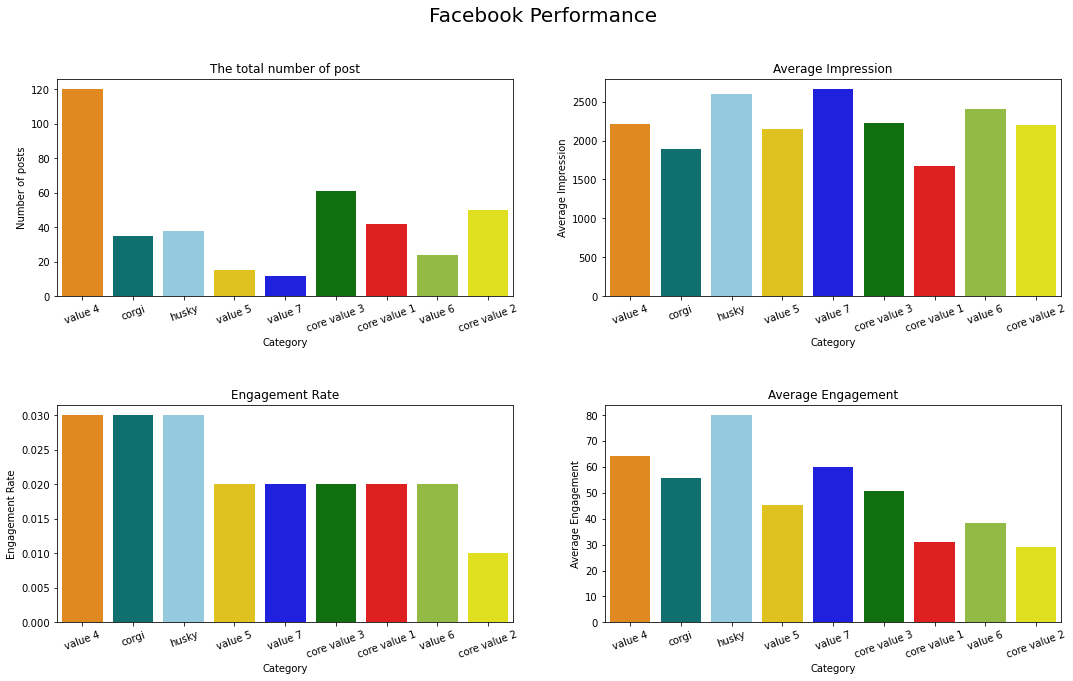 Facebook Performance
The total number of post
Number of posts
120
100
80
60
40
20
0
value 4
corgi
husky
value 5
value 7
core value 3
core value 1
value 6
core value 2
Category
Average Impression
Average Impression
2500
2000
1500
1000
500
0
value 4
corgi
husky
value 5
value 7
core value 3
core value 1
value 6
core value 2
Category
Engagement Rate
Engagement Rate
0.030
0.025
0.020
0.015
0.010
0.005
0.000
value 4
corgi
husky
value 5
value 7
core value 3
core value 1
value 6
core value 2
Category
Average Engagement
Average Engagement
80
70
60
50
40
30
20
10
0
value 4
corgi
husky
value 5
value 7
core value 3
core value 1
value 6
core value 2
Category